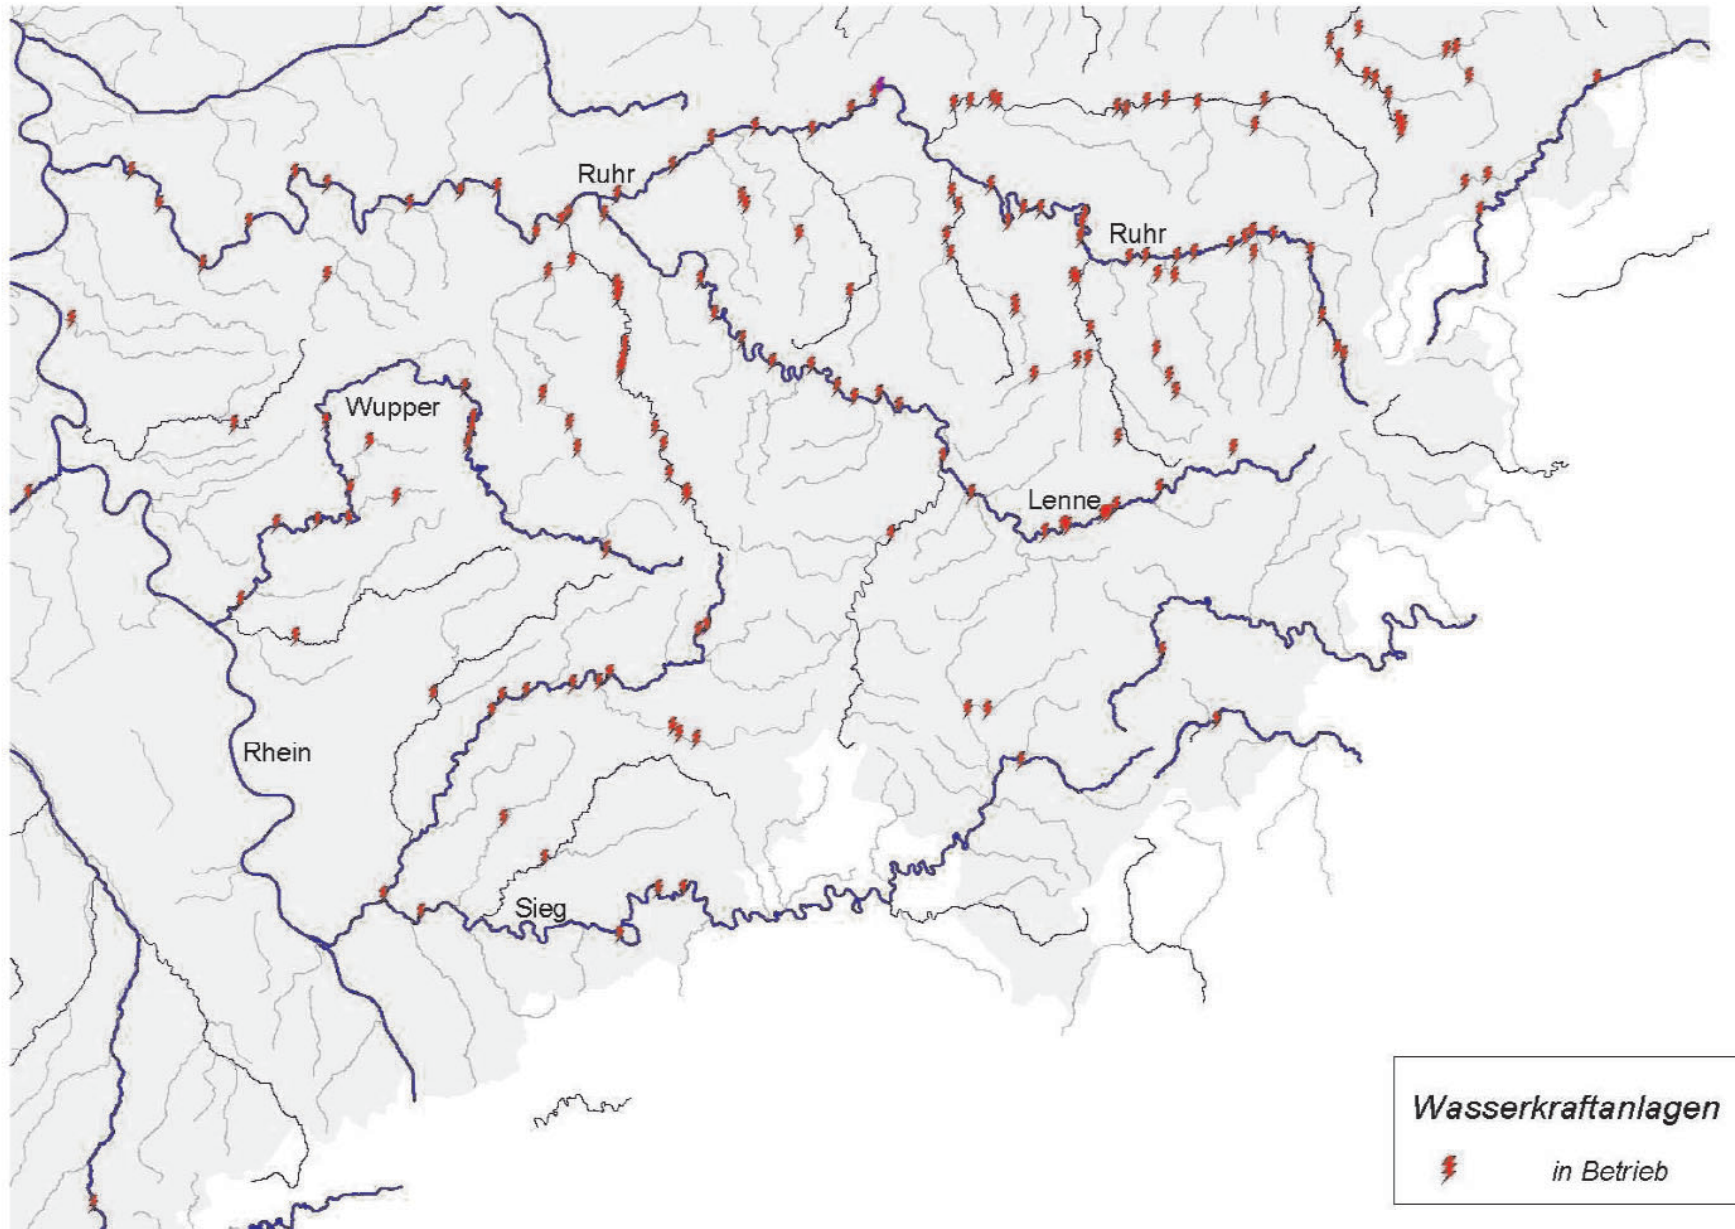 Ruhr
Ruhr
Wupper
Lenne
Rhein
Sieg
Wasserkraftanlagen
in Betrieb